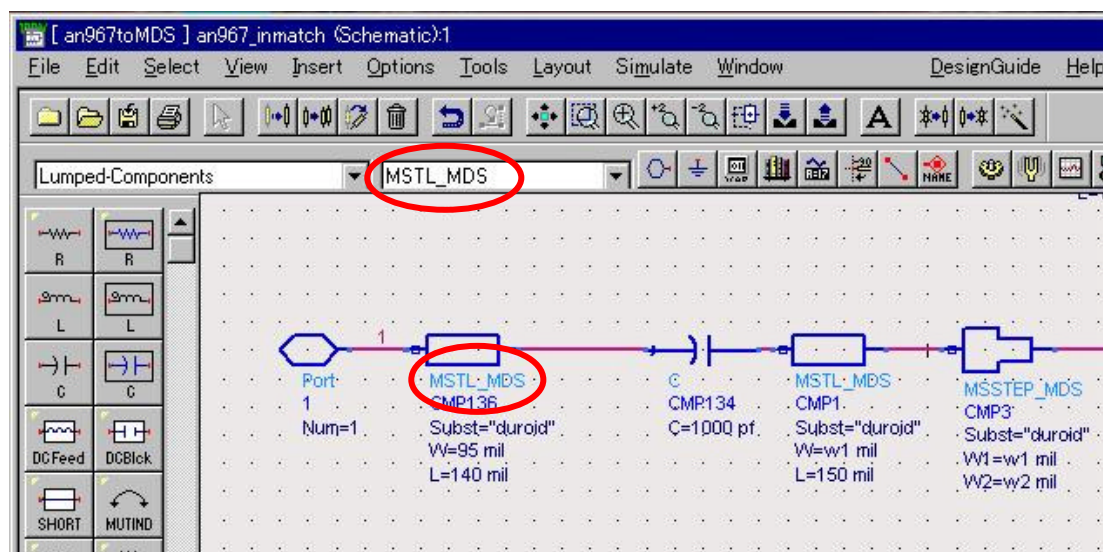 [ an967toMDS ] an967_inmatch (Schematic):1
File Edit Select View Insert Options Tools Layout Simulate Window DesignGuide Help
+2 -2 A
Lumped-Components MSTL_MDS NAME
R R
L L
C C
DCFeed DCBlck
SHORT MUTIND
1
Port
1
Num=1
MSTL_MDS
CMP136
Subst="duroid"
W=95 mil
L=140 mil
C
CMP134
C=1000 pf
MSTL_MDS
CMP1
Subst="duroid"
W=w1 mil
L=150 mil
MSSTEP_MDS
CMP3
Subst="duroid"
W1=w1 mil
W2=w2 mil